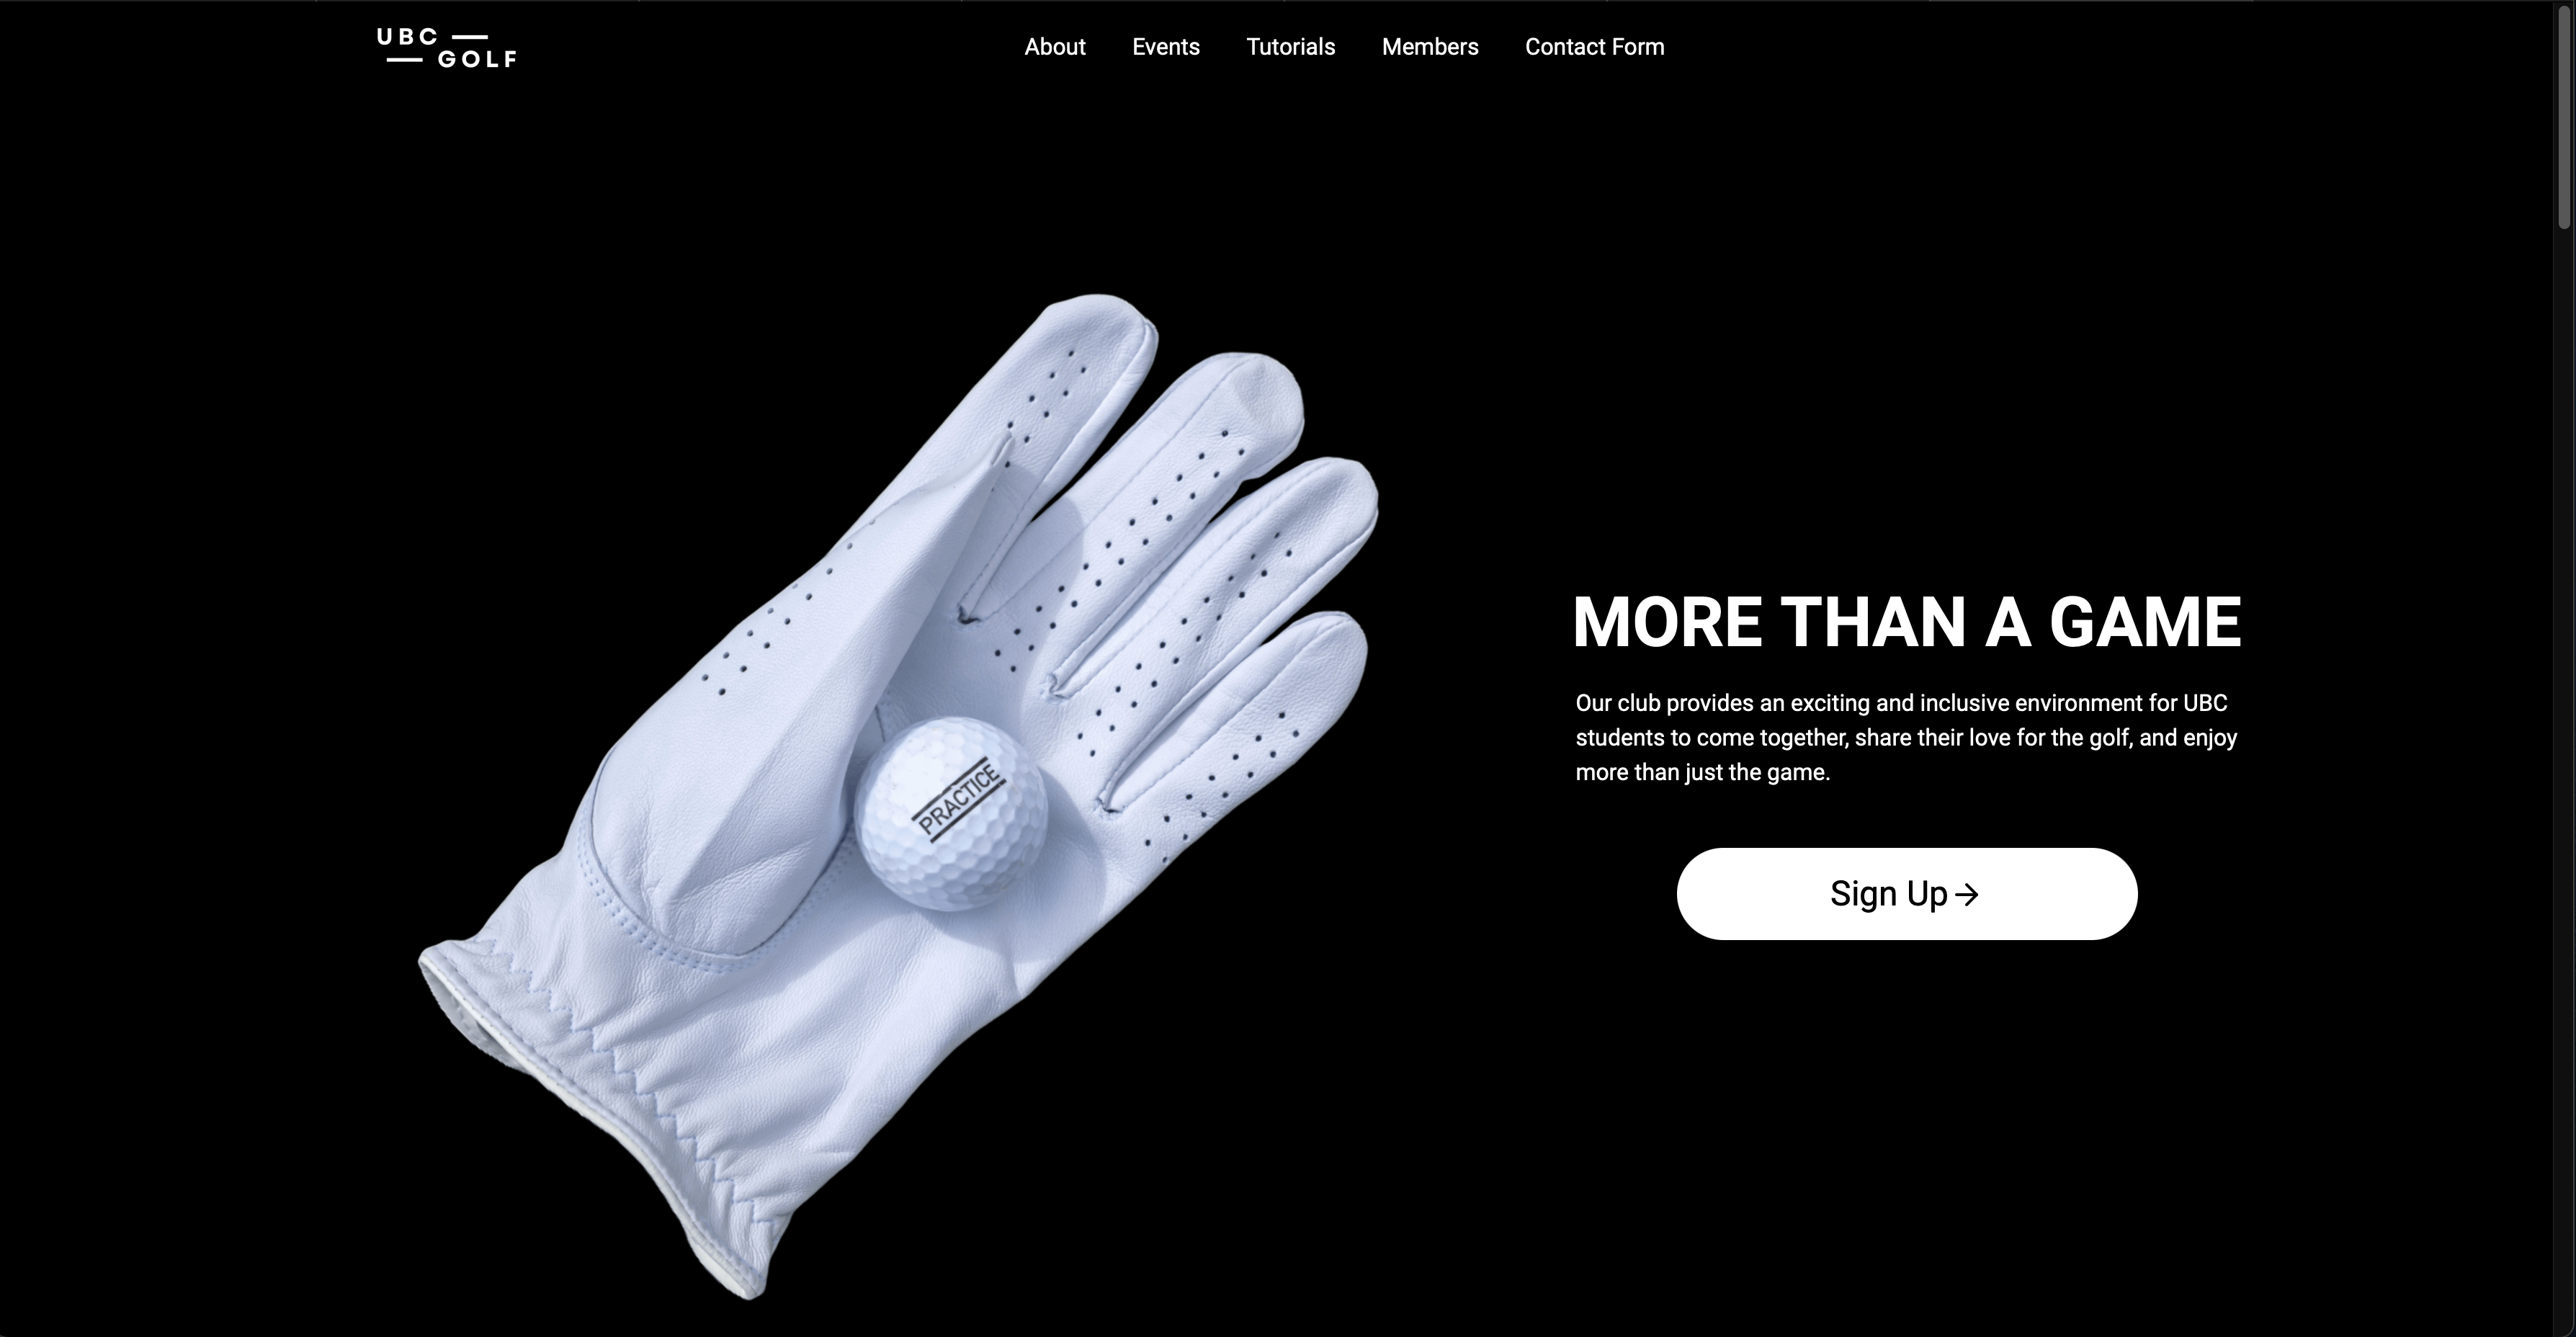 UBC
GOLF
About Events Tutorials Members Contact Form
MORE THAN A GAME
Our club provides an exciting and inclusive environment for UBC
students to come together, share their love for the golf, and enjoy
more than just the game.
PRACTICE
Sign Up →